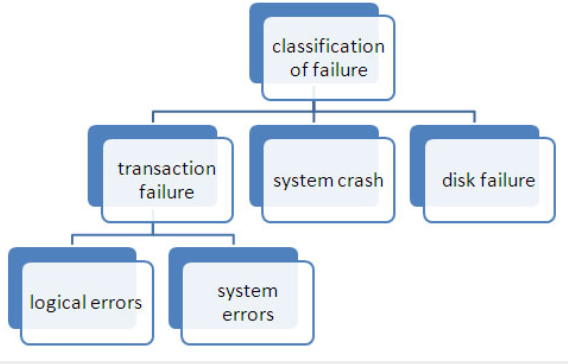 classification
of failure
transaction
failure
system crash
disk failure
logical errors
system
errors